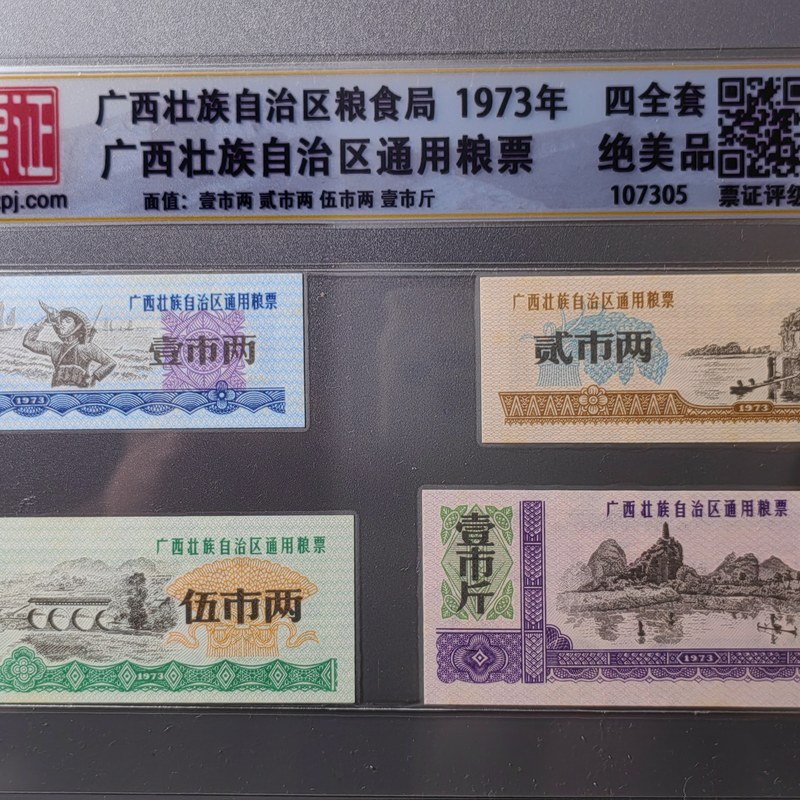 广西壮族自治区粮食局 1973年 四全套
广西壮族自治区通用粮票 绝美品
面值：壹市两 贰市两 伍市两 壹市斤
107305 票证评级
票证
pj.com
广西壮族自治区通用粮票
壹市两
1973
广西壮族自治区通用粮票
贰市两
1973
广西壮族自治区通用粮票
伍市两
1973
广西壮族自治区通用粮票
壹市斤
1973